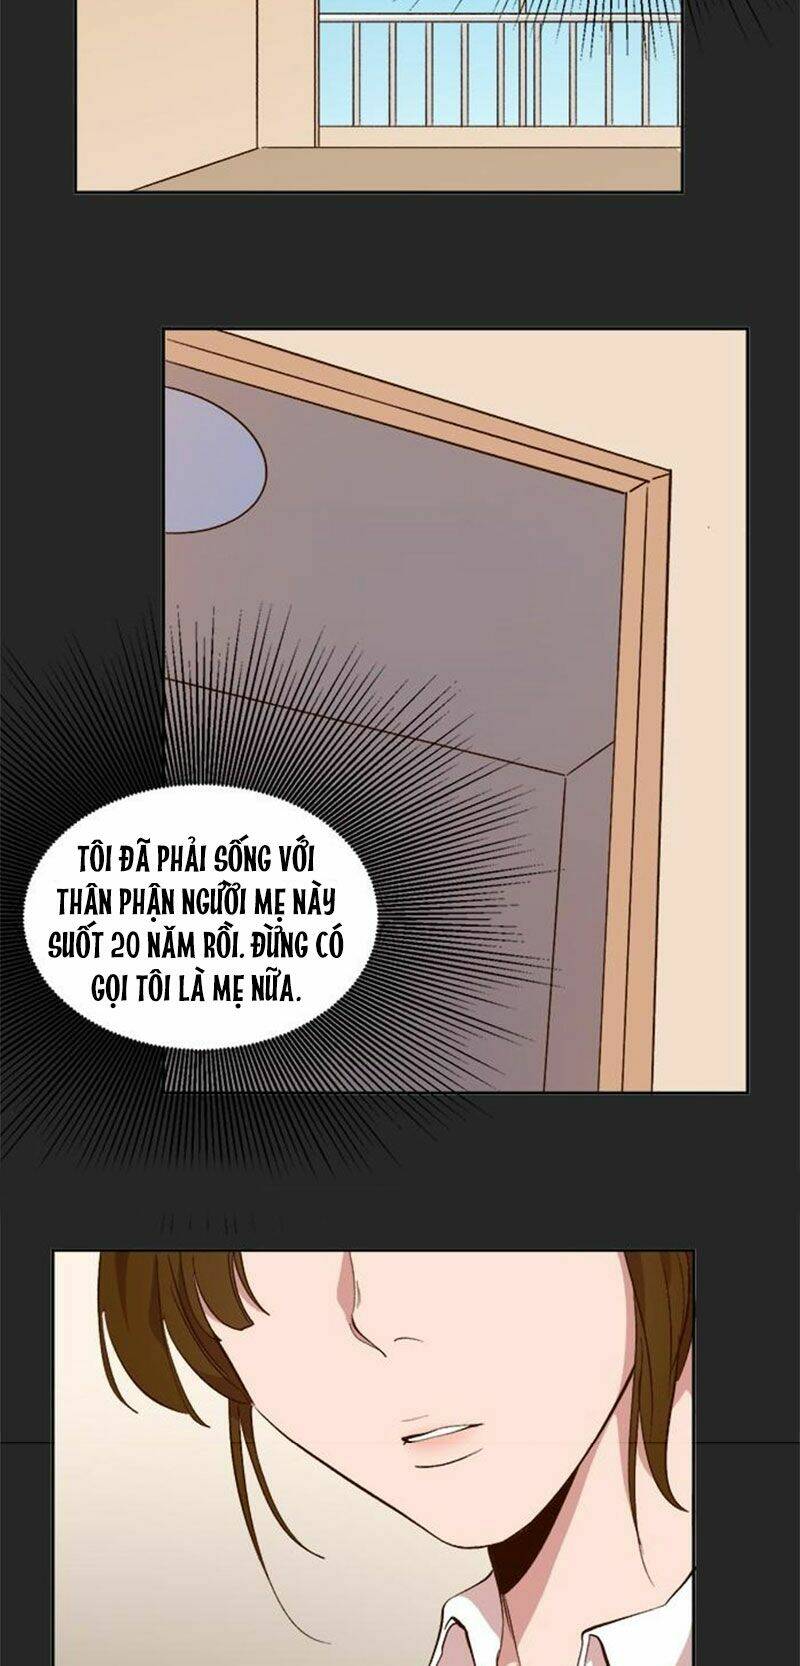 TÔI ĐÃ PHẢI SỐNG VỚI
THÂN PHẬN NGƯỜI MẸ NÀY
SUỐT 20 NĂM RỒI. ĐỪNG CÓ
GỌI TÔI LÀ MẸ NỮA.